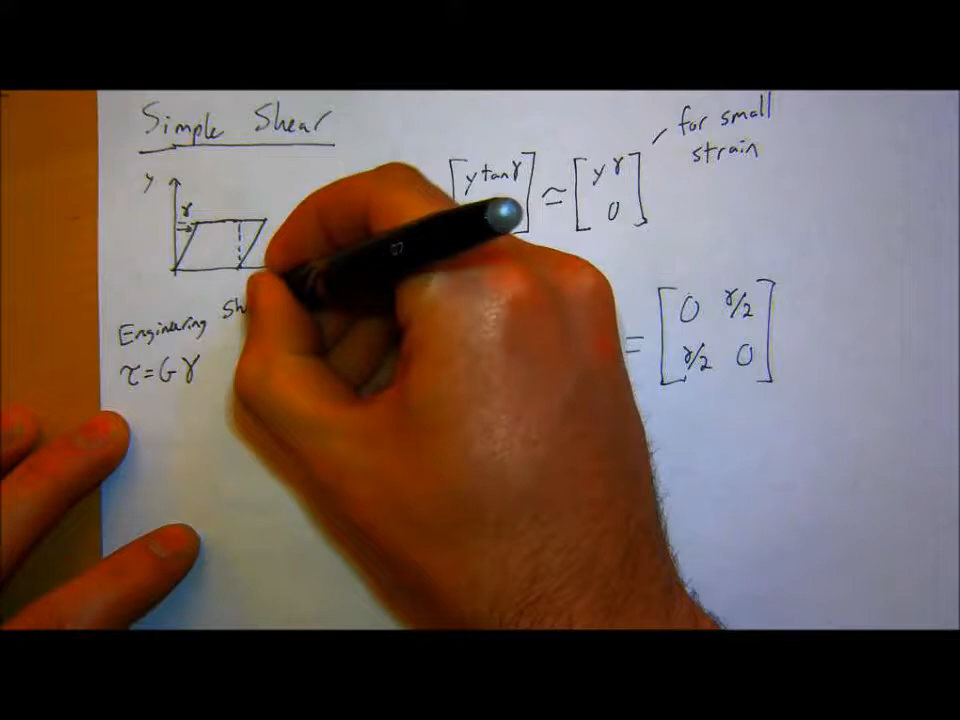 Simple Shear
for small
strain
y
γ
[y tanγ] ≃ [yγ
0]
Engineering
τ = Gγ
= [0 γ/2
γ/2 0]